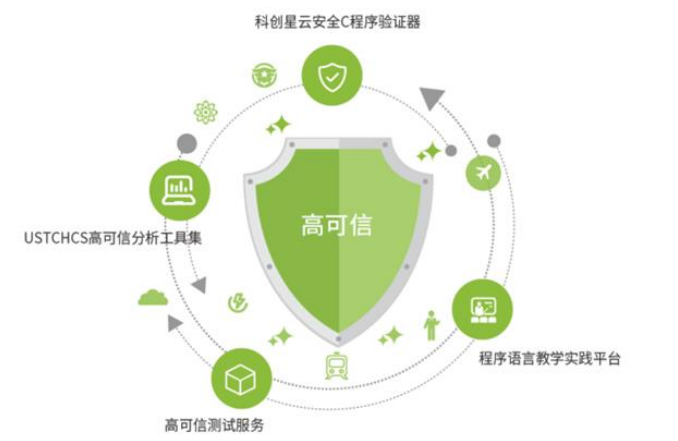 科创星云安全C程序验证器
高可信
USTCHCS高可信分析工具集
程序语言教学实践平台
高可信测试服务